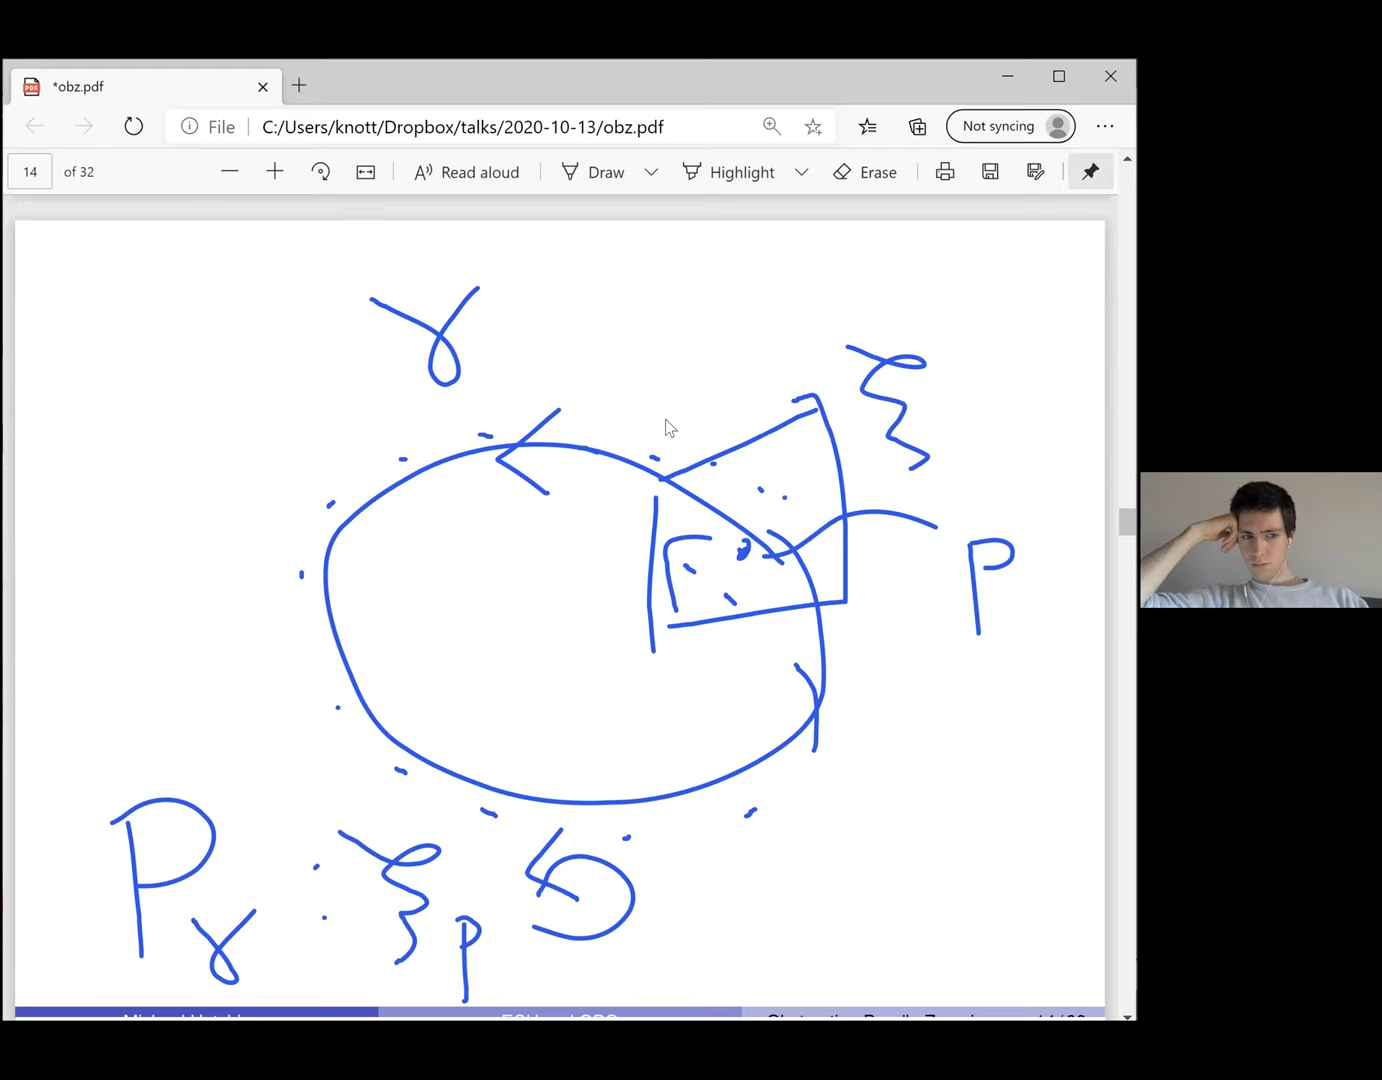 *obz.pdf
File C:/Users/knott/Dropbox/talks/2020-10-13/obz.pdf Not syncing
14 of 32 Read aloud Draw Highlight Erase
γ
ξ
p
P_γ : ξ_p